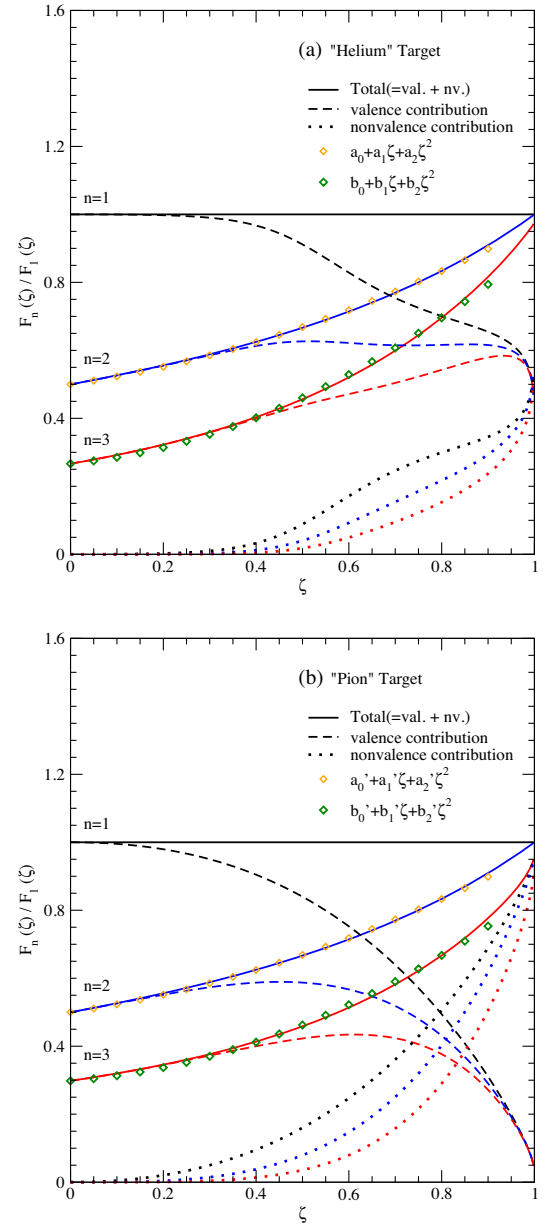 1.6
(a) "Helium" Target
Total(=val. + nv.)
valence contribution
nonvalence contribution
a₀+a₁ζ+a₂ζ²
b₀+b₁ζ+b₂ζ²
1.2
n=1
0.8
Fₙ (ζ) / F₁ (ζ)
n=2
0.4
n=3
0
0 0.2 0.4 0.6 0.8 1
ζ
1.6
(b) "Pion" Target
Total(=val. + nv.)
valence contribution
nonvalence contribution
a₀'+a₁'ζ+a₂'ζ²
b₀'+b₁'ζ+b₂'ζ²
1.2
n=1
0.8
Fₙ (ζ) / F₁ (ζ)
n=2
0.4
n=3
0
0 0.2 0.4 0.6 0.8 1
ζ